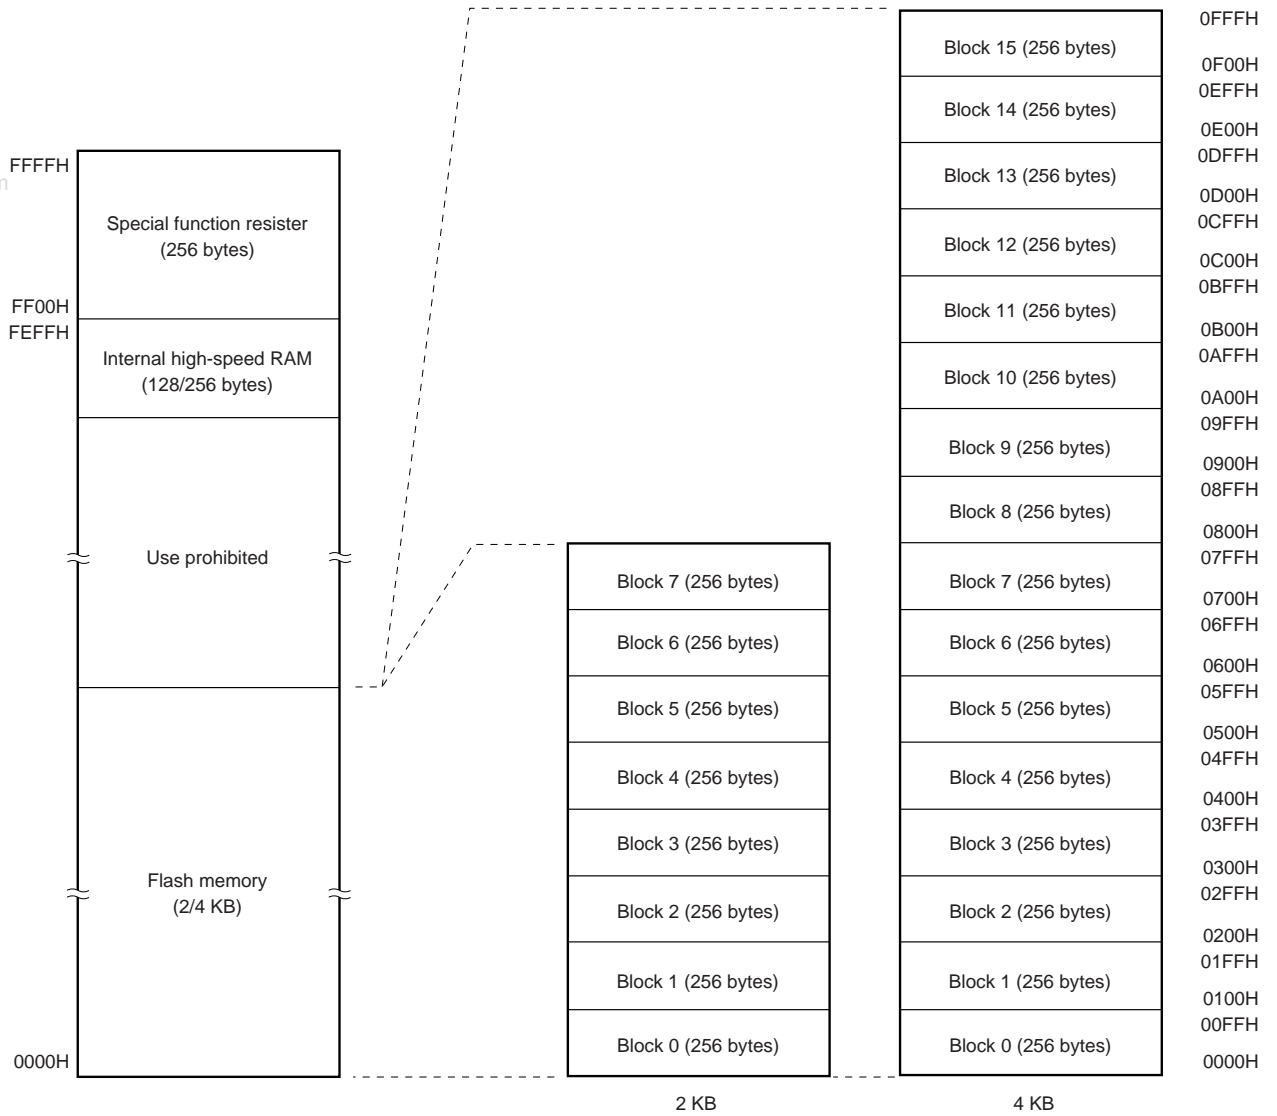 FFFFH
m
Special function resister
(256 bytes)
FF00H
FEFFH
Internal high-speed RAM
(128/256 bytes)
Use prohibited
Flash memory
(2/4 KB)
0000H
Block 7 (256 bytes)
Block 6 (256 bytes)
Block 5 (256 bytes)
Block 4 (256 bytes)
Block 3 (256 bytes)
Block 2 (256 bytes)
Block 1 (256 bytes)
Block 0 (256 bytes)
2 KB
Block 15 (256 bytes)
Block 14 (256 bytes)
Block 13 (256 bytes)
Block 12 (256 bytes)
Block 11 (256 bytes)
Block 10 (256 bytes)
Block 9 (256 bytes)
Block 8 (256 bytes)
Block 7 (256 bytes)
Block 6 (256 bytes)
Block 5 (256 bytes)
Block 4 (256 bytes)
Block 3 (256 bytes)
Block 2 (256 bytes)
Block 1 (256 bytes)
Block 0 (256 bytes)
4 KB
0FFFH
0F00H
0EFFH
0E00H
0DFFH
0D00H
0CFFH
0C00H
0BFFH
0B00H
0AFFH
0A00H
09FFH
0900H
08FFH
0800H
07FFH
0700H
06FFH
0600H
05FFH
0500H
04FFH
0400H
03FFH
0300H
02FFH
0200H
01FFH
0100H
00FFH
0000H